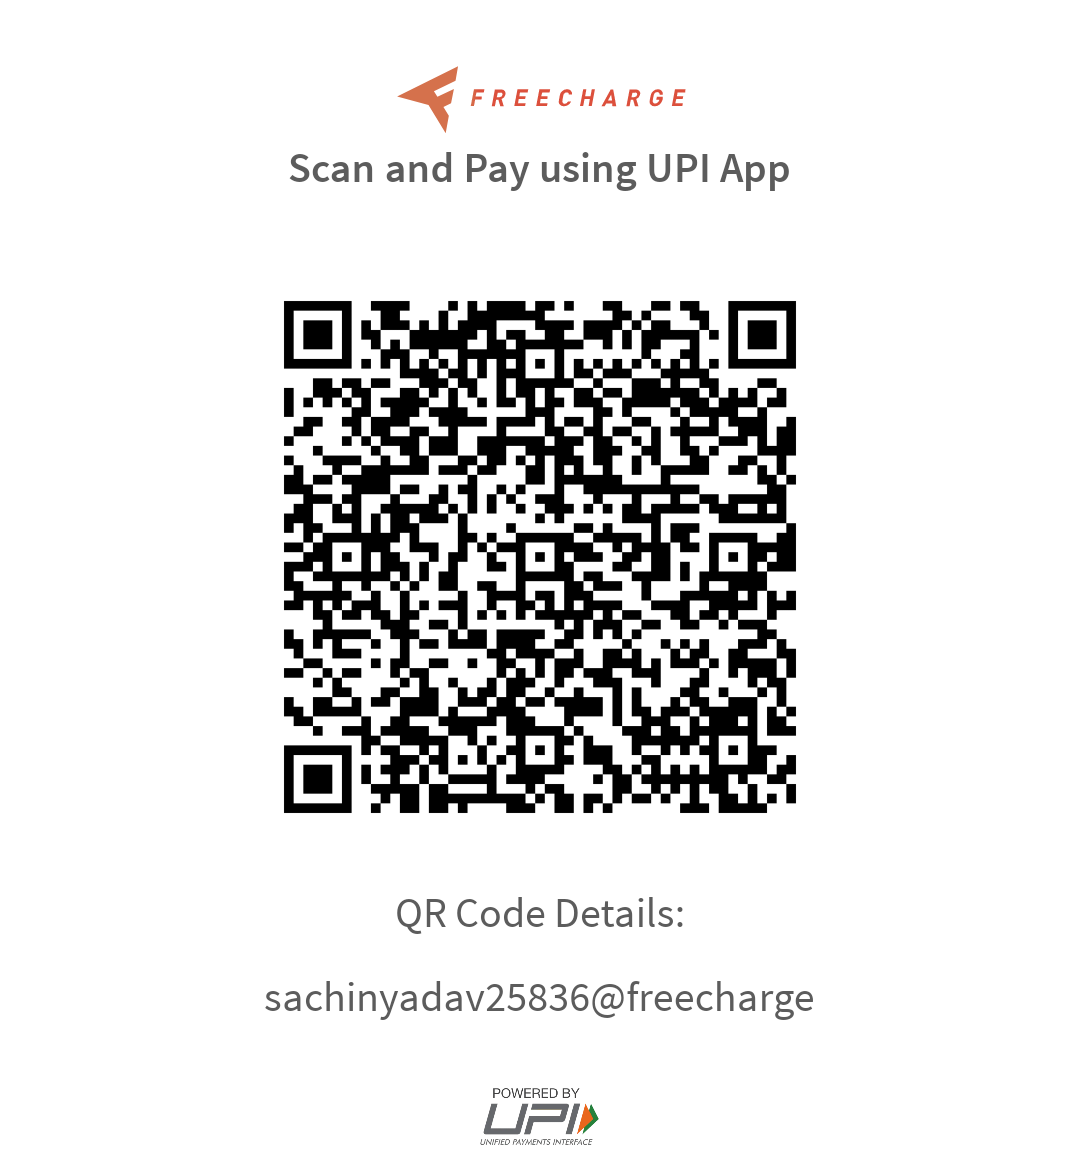 FREECHARGE
Scan and Pay using UPI App
QR Code Details:
sachinyadav25836@freecharge
POWERED BY
UPI
UNIFIED PAYMENTS INTERFACE